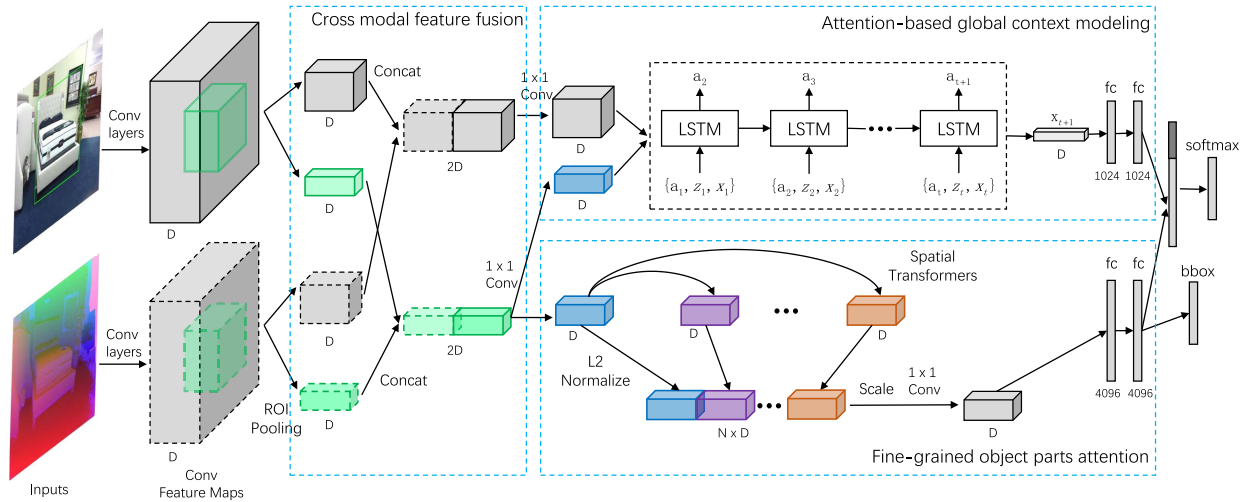 Cross modal feature fusion
Attention-based global context modeling
Conv
layers
D
D
Concat
D
2D
1 x 1
Conv
D
D
a₂
a₃
aₜ₊₁
LSTM
LSTM
LSTM
{a₁, z₁, x₁}
{a₂, z₂, x₂}
{aₜ, zₜ, xₜ}
xₜ₊₁
D
fc
fc
1024
1024
softmax
Conv
layers
D
Conv
Feature Maps
Inputs
ROI
Pooling
D
D
Concat
2D
1 x 1
Conv
D
D
D
Spatial
Transformers
L2
Normalize
N x D
Scale
1 x 1
Conv
D
fc
fc
4096
4096
bbox
Fine-grained object parts attention